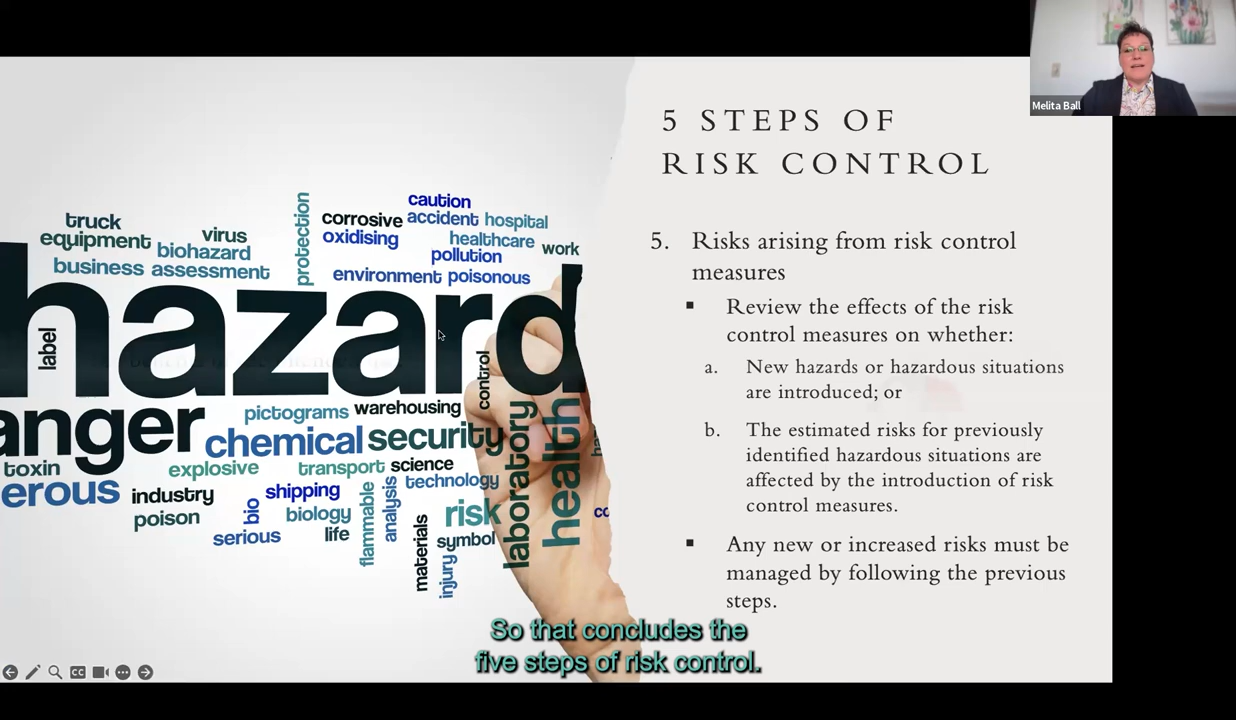 Melita Ball
5 STEPS OF
RISK CONTROL
5. Risks arising from risk control
measures
▪ Review the effects of the risk
control measures on whether:
a. New hazards or hazardous situations
are introduced; or
b. The estimated risks for previously
identified hazardous situations are
affected by the introduction of risk
control measures.
▪ Any new or increased risks must be
managed by following the previous
steps.
caution
truck
corrosive
accident
hospital
equipment
virus
protection
oxidising
healthcare
work
biohazard
pollution
business
assessment
environment
poisonous
hazard
label
control
anger
pictograms
warehousing
chemical
security
laboratory
health
toxin
explosive
transport
science
erous
industry
shipping
technology
poison
bio
biology
flammable
analysis
risk
serious
life
materials
symbol
injury
So that concludes the
five steps of risk control.
CC